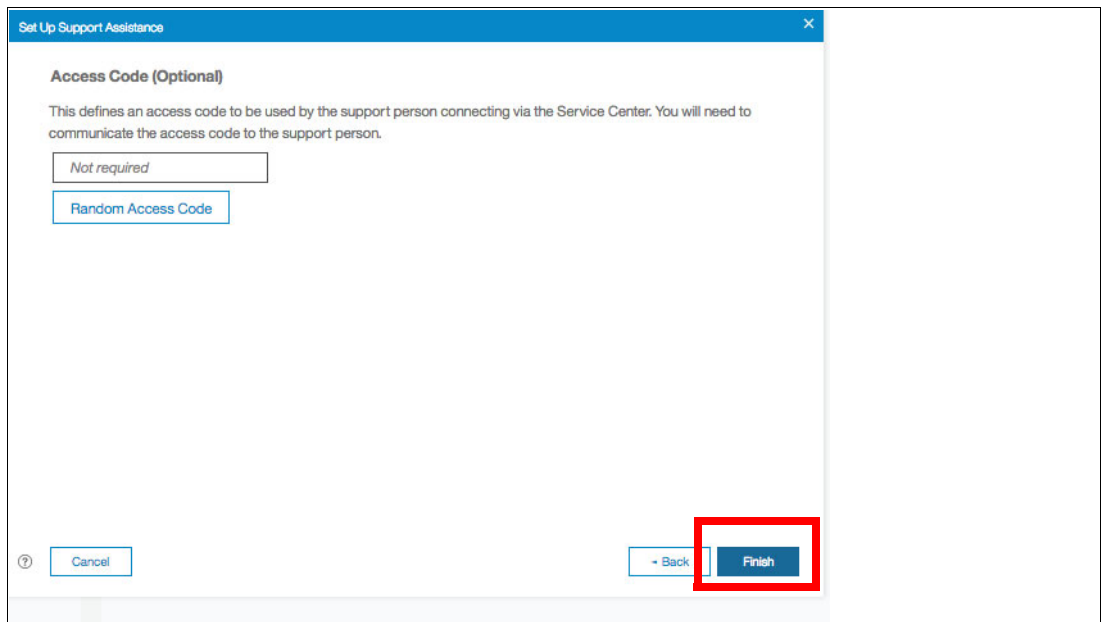 Set Up Support Assistance
Access Code (Optional)
This defines an access code to be used by the support person connecting via the Service Center. You will need to
communicate the access code to the support person.
Not required
Random Access Code
Cancel
Back
Finish